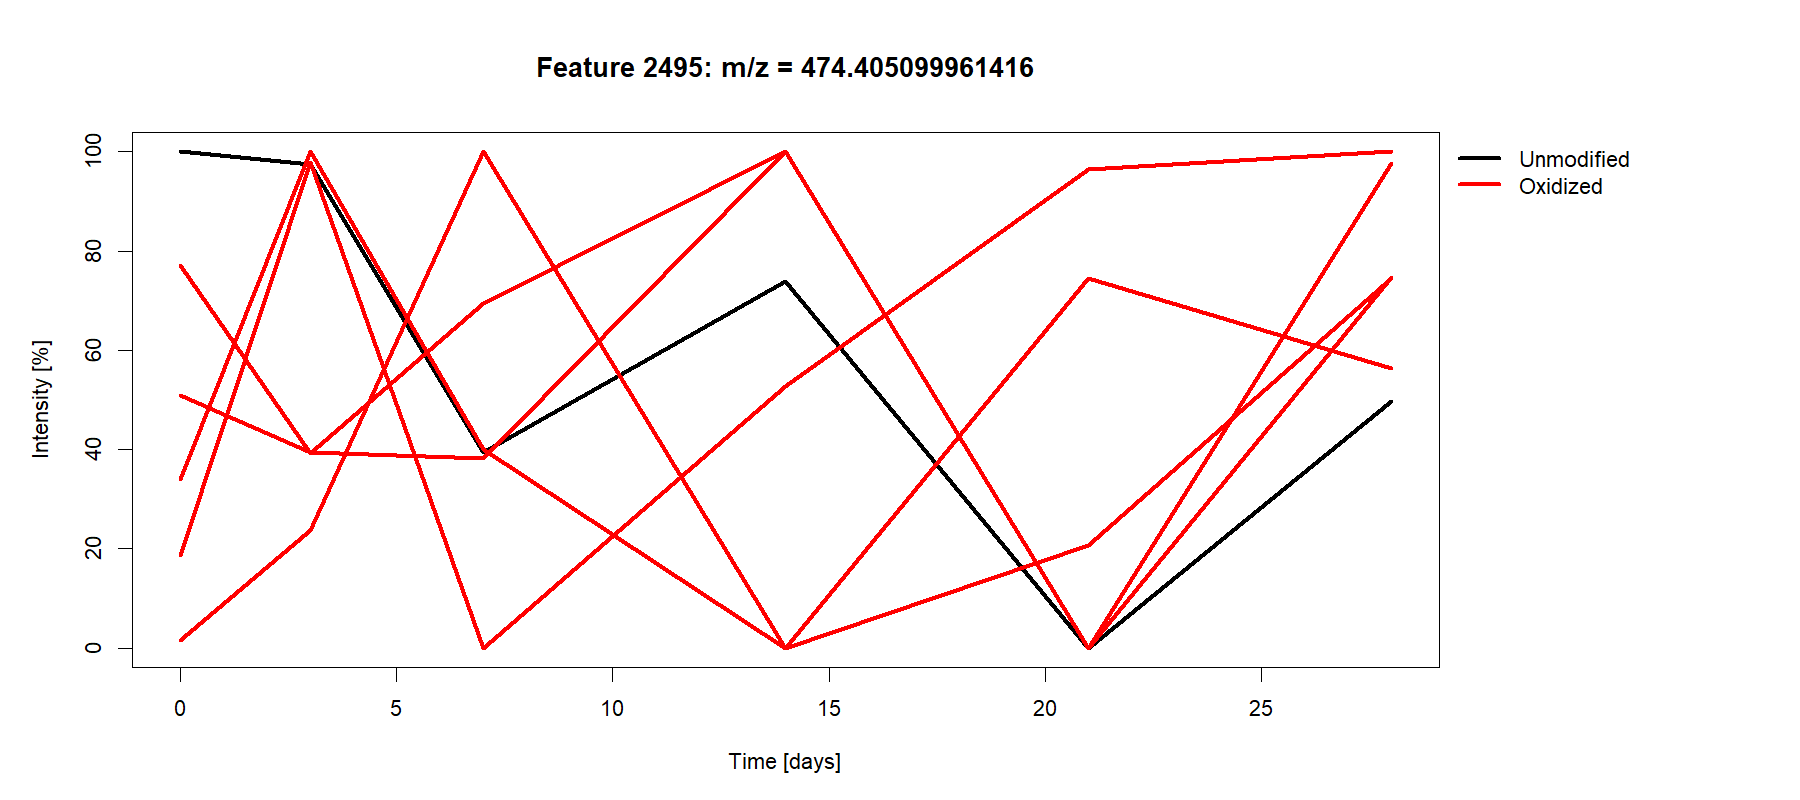 Feature 2495: m/z = 474.405099961416
Unmodified
Oxidized
Intensity [%]
100
80
60
40
20
0
0 5 10 15 20 25
Time [days]